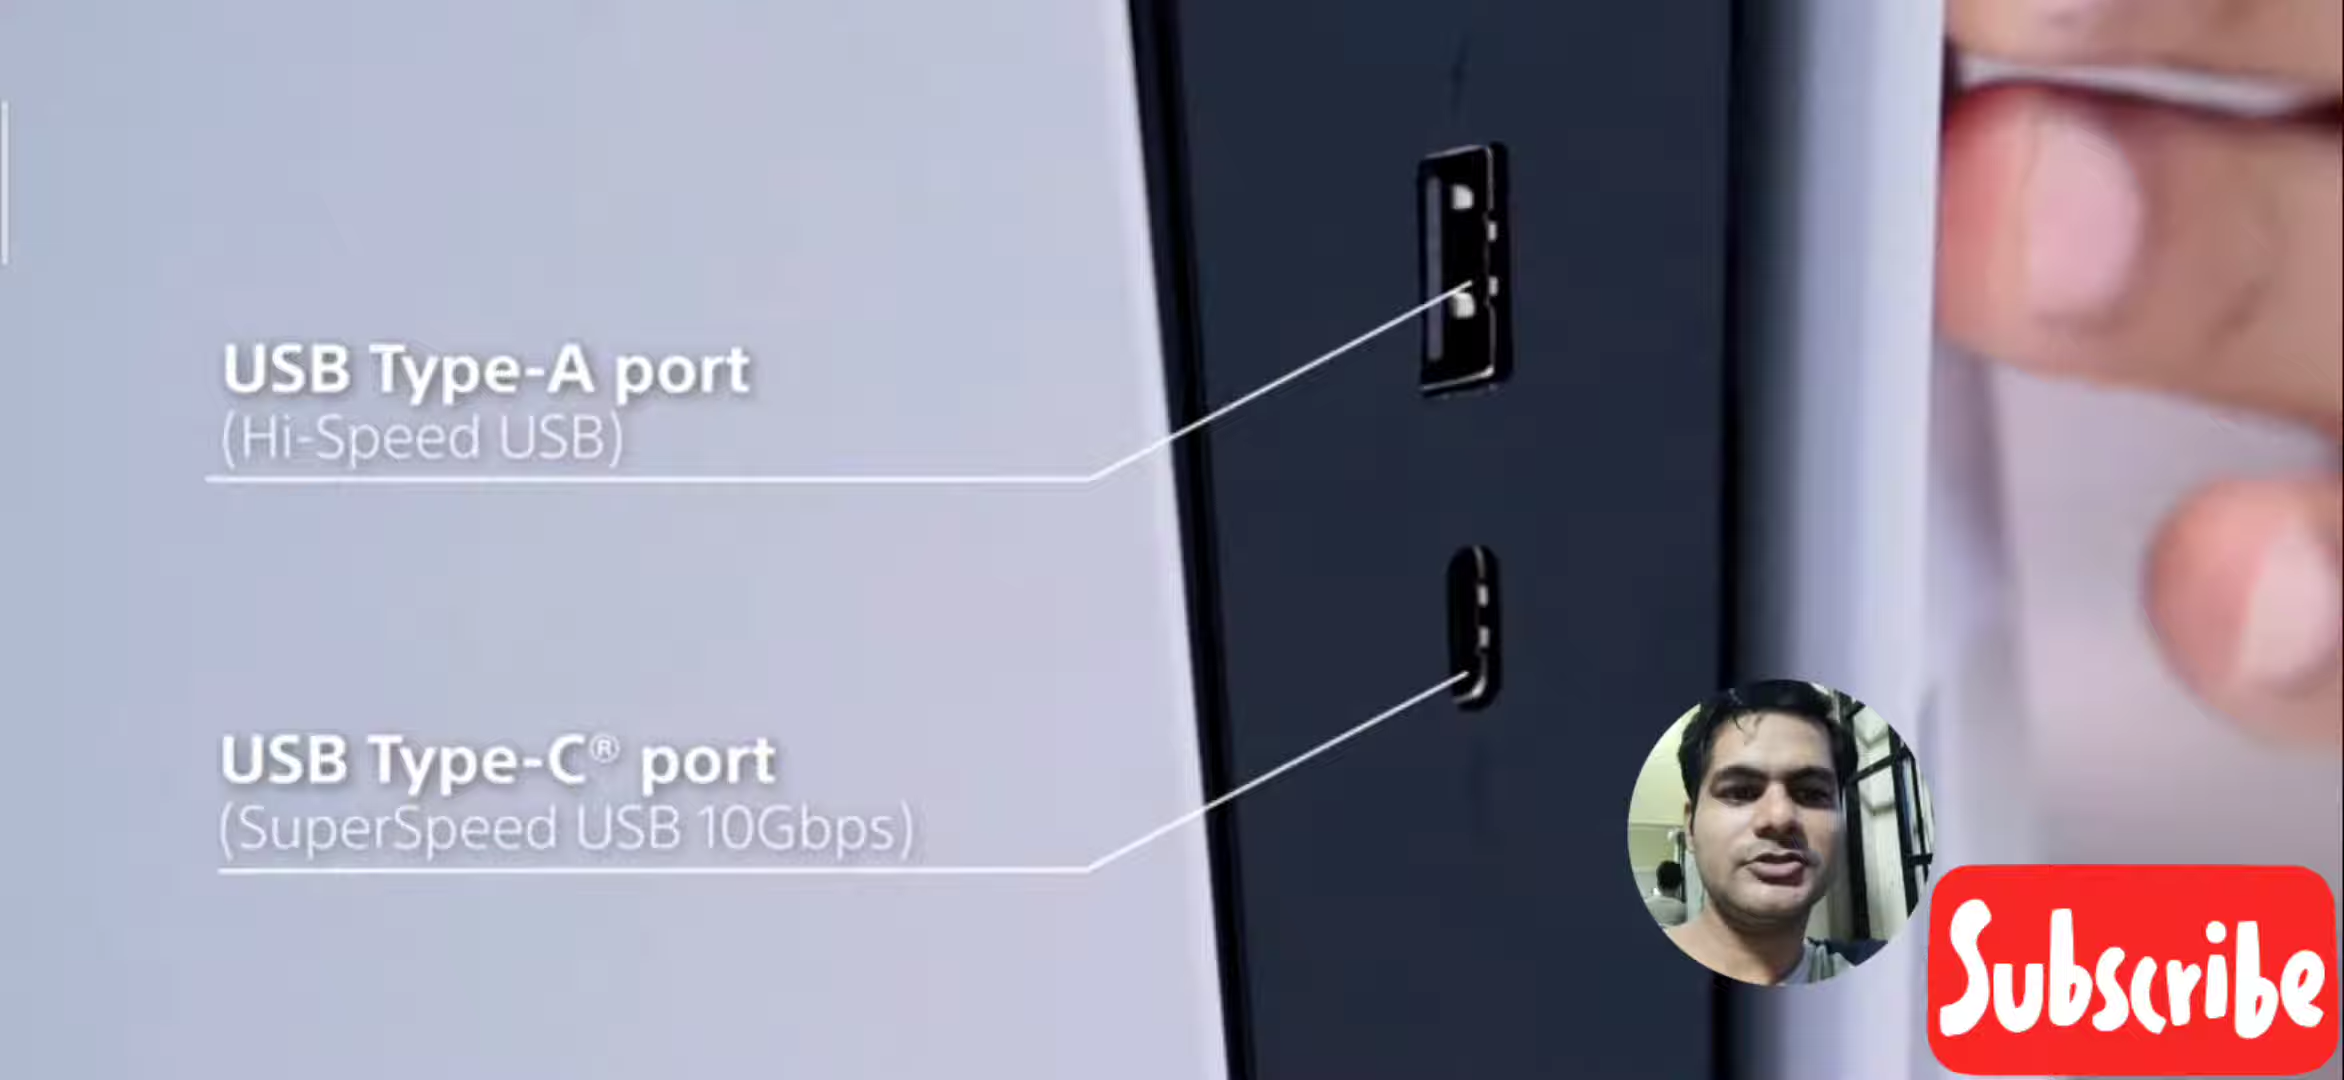 USB Type-A port
(Hi-Speed USB)
USB Type-C® port
(SuperSpeed USB 10Gbps)
Subscribe